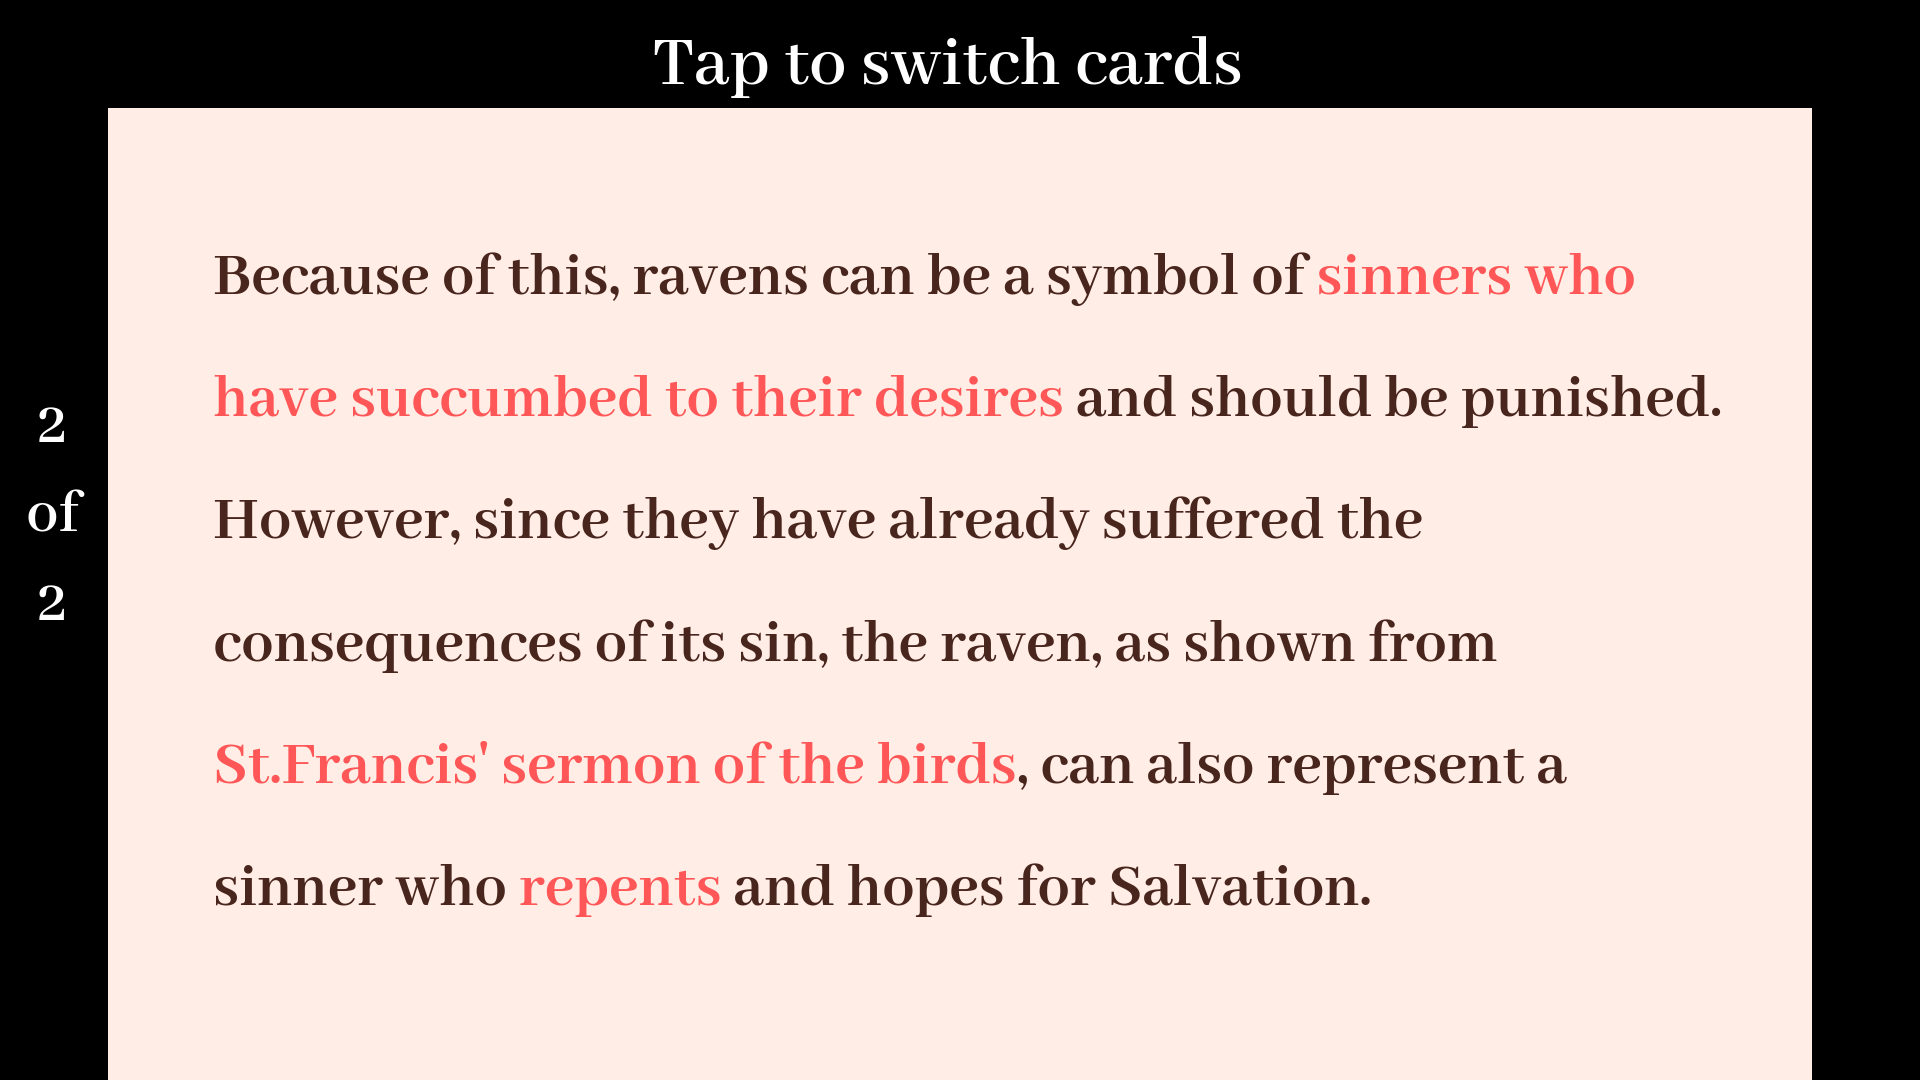 Tap to switch cards
2
of
2
Because of this, ravens can be a symbol of sinners who
have succumbed to their desires and should be punished.
However, since they have already suffered the
consequences of its sin, the raven, as shown from
St.Francis' sermon of the birds, can also represent a
sinner who repents and hopes for Salvation.